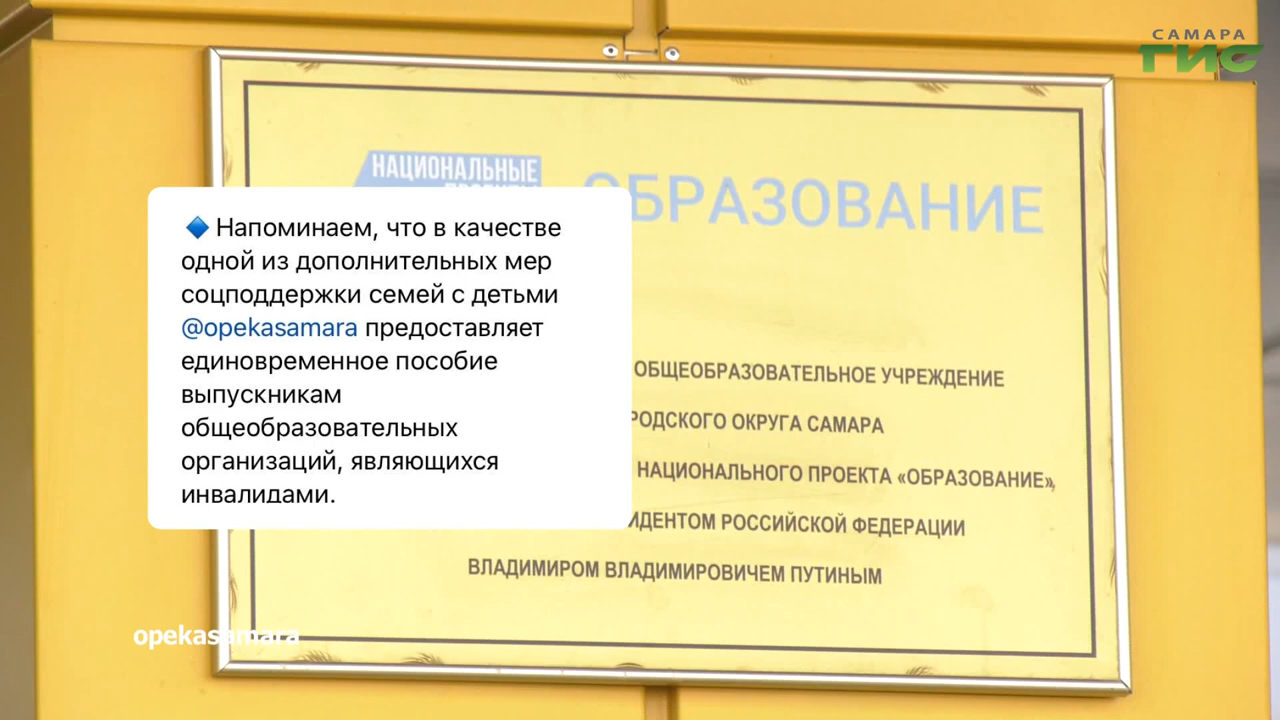 САМАРА
ГИС
НАЦИОНАЛЬНЫЕ
ОБРАЗОВАНИЕ
Напоминаем, что в качестве
одной из дополнительных мер
соцподдержки семей с детьми
@opekasamara предоставляет
единовременное пособие
выпускникам
общеобразовательных
организаций, являющихся
инвалидами.
ОБЩЕОБРАЗОВАТЕЛЬНОЕ УЧРЕЖДЕНИЕ
РОДСКОГО ОКРУГА САМАРА
НАЦИОНАЛЬНОГО ПРОЕКТА «ОБРАЗОВАНИЕ»,
ИДЕНТОМ РОССИЙСКОЙ ФЕДЕРАЦИИ
ВЛАДИМИРОМ ВЛАДИМИРОВИЧЕМ ПУТИНЫМ
opekasamara